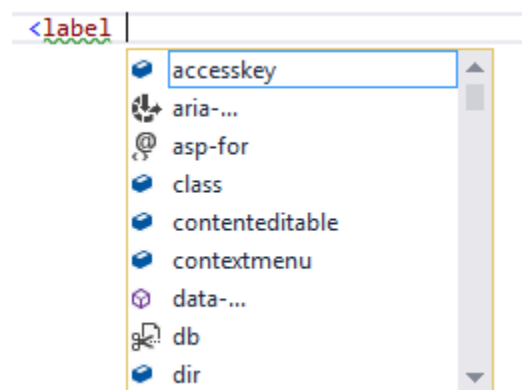 <label
accesskey
aria-...
asp-for
class
contenteditable
contextmenu
data-...
db
dir